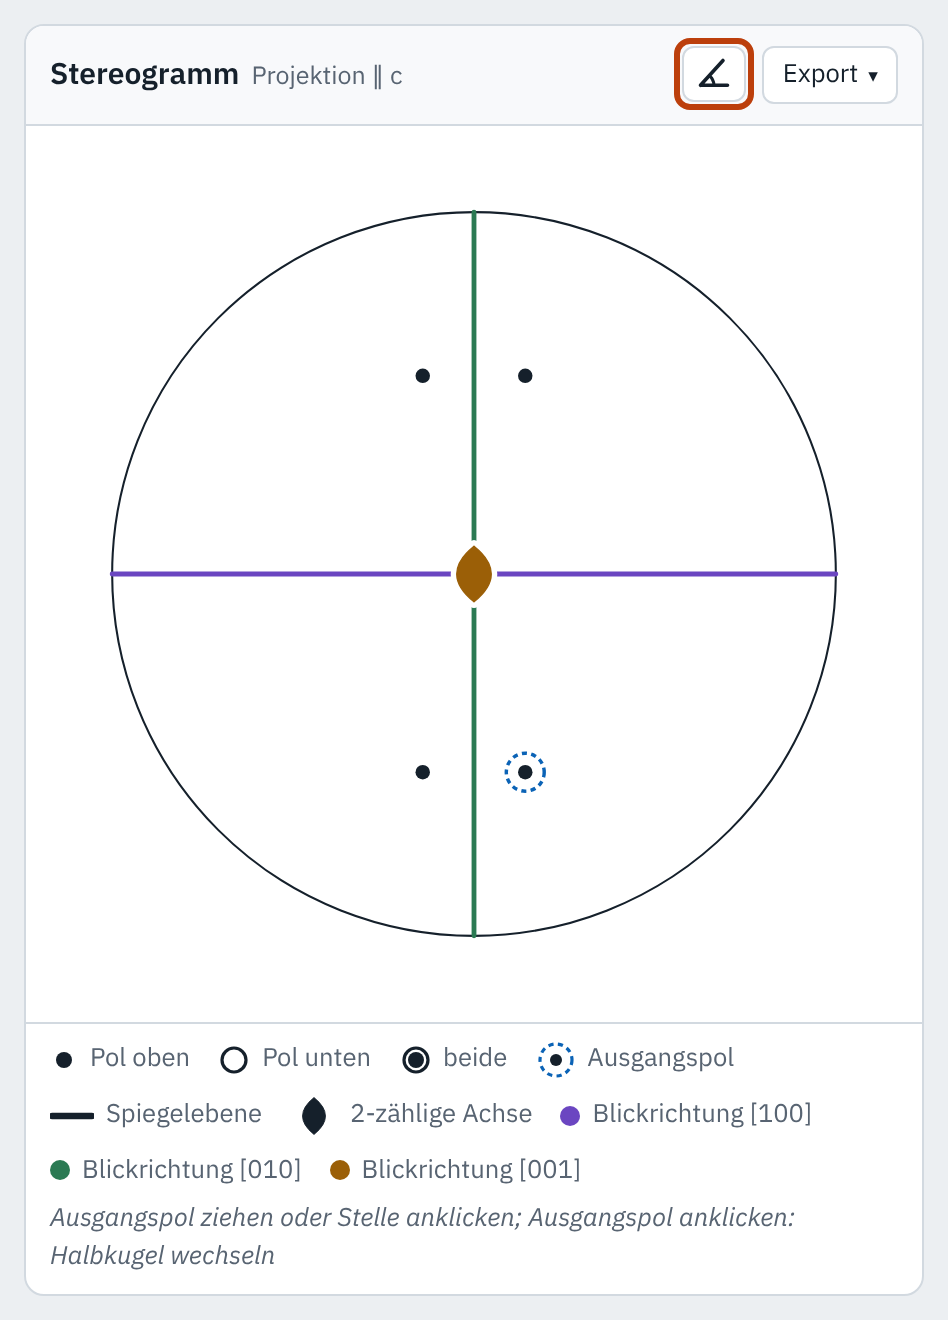 Stereogramm Projektion ∥ c
Export ▾
Pol oben Pol unten beide Ausgangspol
Spiegelebene 2-zählige Achse Blickrichtung [100]
Blickrichtung [010] Blickrichtung [001]
Ausgangspol ziehen oder Stelle anklicken; Ausgangspol anklicken:
Halbkugel wechseln